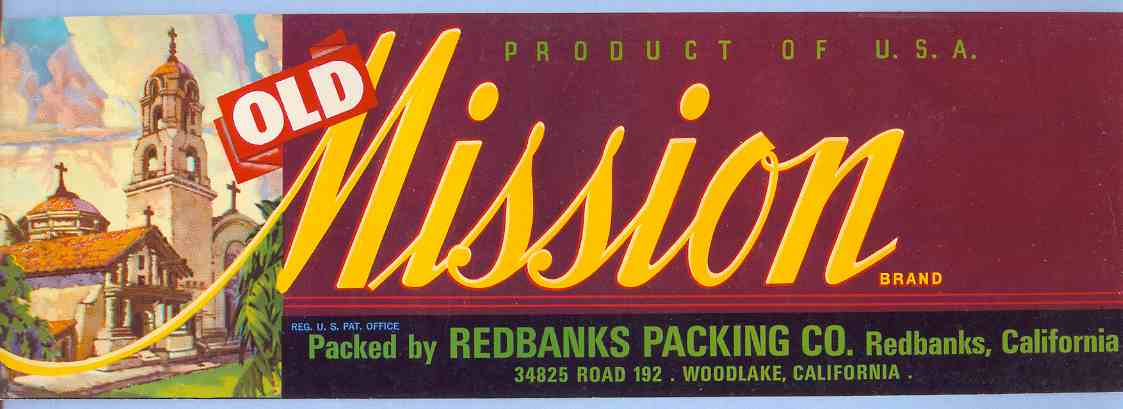 PRODUCT OF U.S.A.
OLD
Mission
BRAND
REG. U. S. PAT. OFFICE
Packed by REDBANKS PACKING CO. Redbanks, California
34825 ROAD 192 . WOODLAKE, CALIFORNIA .